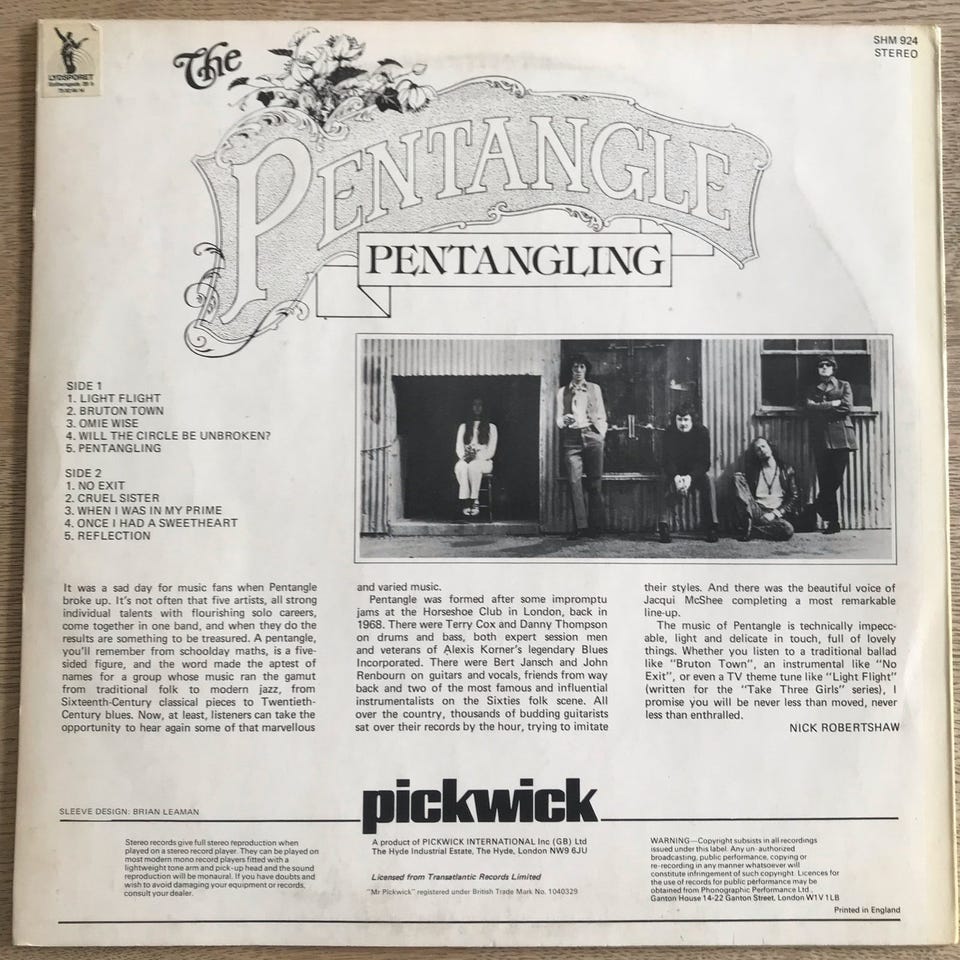 LYDSPORET
The
SHM 924
STEREO
PENTANGLE
PENTANGLING
SIDE 1
1. LIGHT FLIGHT
2. BRUTON TOWN
3. OMIE WISE
4. WILL THE CIRCLE BE UNBROKEN?
5. PENTANGLING
SIDE 2
1. NO EXIT
2. CRUEL SISTER
3. WHEN I WAS IN MY PRIME
4. ONCE I HAD A SWEETHEART
5. REFLECTION
It was a sad day for music fans when Pentangle
broke up. It's not often that five artists, all strong
individual talents with flourishing solo careers,
come together in one band, and when they do the
results are something to be treasured. A pentangle,
you'll remember from schoolday maths, is a five-
sided figure, and the word made the aptest of
names for a group whose music ran the gamut
from traditional folk to modern jazz, from
Sixteenth-Century classical pieces to Twentieth-
Century blues. Now, at least, listeners can take the
opportunity to hear again some of that marvellous
and varied music.
Pentangle was formed after some impromptu
jams at the Horseshoe Club in London, back in
1968. There were Terry Cox and Danny Thompson
on drums and bass, both expert session men
and veterans of Alexis Korner's legendary Blues
Incorporated. There were Bert Jansch and John
Renbourn on guitars and vocals, friends from way
back and two of the most famous and influential
instrumentalists on the Sixties folk scene. All
over the country, thousands of budding guitarists
sat over their records by the hour, trying to imitate
their styles. And there was the beautiful voice of
Jacqui McShee completing a most remarkable
line-up.
The music of Pentangle is technically impecc-
able, light and delicate in touch, full of lovely
things. Whether you listen to a traditional ballad
like "Bruton Town", an instrumental like "No
Exit", or even a TV theme tune like "Light Flight"
(written for the "Take Three Girls" series), I
promise you will be never less than moved, never
less than enthralled.
NICK ROBERTSHAW
SLEEVE DESIGN: BRIAN LEAMAN
pickwick
Stereo records give full stereo reproduction when
played on a stereo record player. They can be played on
most modern mono record players fitted with a
lightweight tone arm and pick-up head and the sound
reproduction will be monaural. If you have doubts and
wish to avoid damaging your equipment or records,
consult your dealer.
A product of PICKWICK INTERNATIONAL Inc (GB) Ltd
The Hyde Industrial Estate, The Hyde, London NW9 6JU
Licensed from Transatlantic Records Limited
"Mr Pickwick" registered under British Trade Mark No. 1040329
WARNING—Copyright subsists in all recordings
issued under this label. Any un-authorized
broadcasting, public performance, copying or
re-recording in any manner whatsoever will
constitute infringement of such copyright. Licences for
the use of records for public performance may be
obtained from Phonographic Performance Ltd.,
Ganton House 14-22 Ganton Street, London W1V 1LB
Printed in England